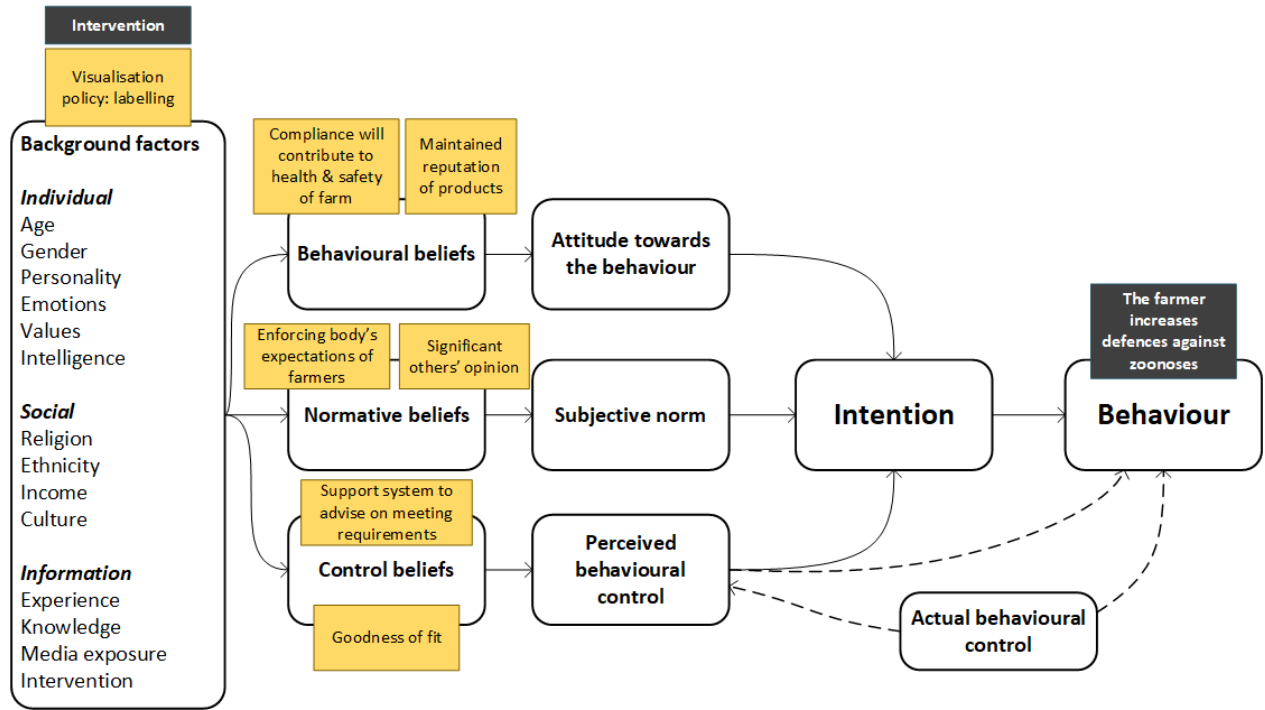 Intervention
Visualisation
policy: labelling
Background factors
Individual
Age
Gender
Personality
Emotions
Values
Intelligence
Social
Religion
Ethnicity
Income
Culture
Information
Experience
Knowledge
Media exposure
Intervention
Compliance will
contribute to
health & safety
of farm
Maintained
reputation
of products
Behavioural beliefs
Attitude towards
the behaviour
Enforcing body’s
expectations of
farmers
Significant
others’ opinion
Normative beliefs
Subjective norm
Support system to
advise on meeting
requirements
Control beliefs
Goodness of fit
Perceived
behavioural
control
Intention
The farmer
increases
defences against
zoonoses
Behaviour
Actual behavioural
control